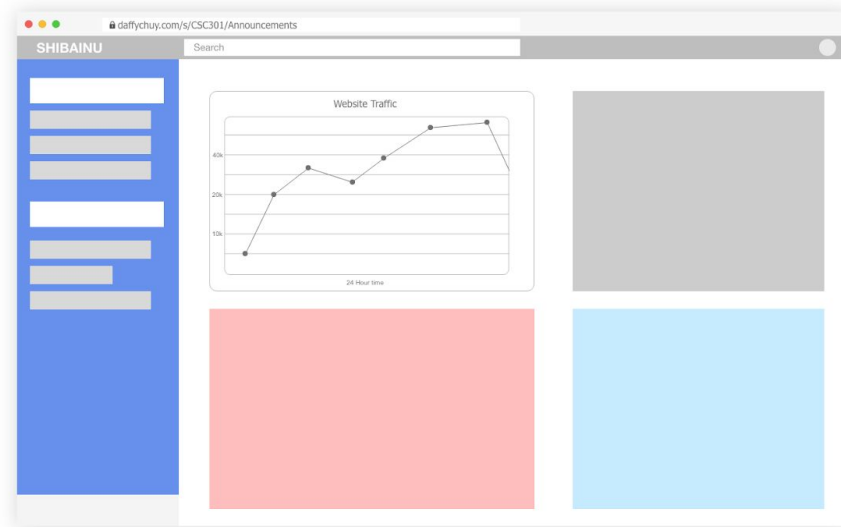 daffychuy.com/s/CSC301/Announcements
SHIBAINU
Search
Website Traffic
40k
20k
10k
24 Hour time